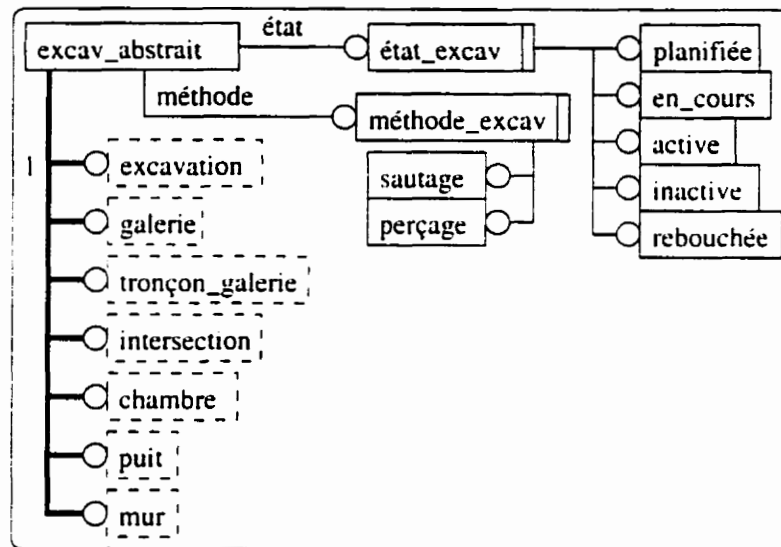 état
excav_abstrait
état_excav
planifiée
méthode
en_cours
méthode_excav
active
1
excavation
sautage
inactive
galerie
perçage
rebouchée
tronçon_galerie
intersection
chambre
puit
mur